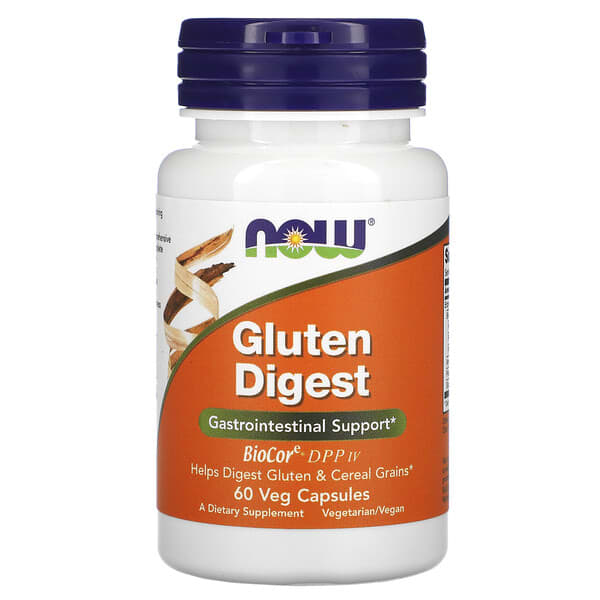 NOW®
Gluten
Digest
Gastrointestinal Support*
BioCoreᵉ* DPP IV
Helps Digest Gluten & Cereal Grains*
60 Veg Capsules
A Dietary Supplement Vegetarian/Vegan